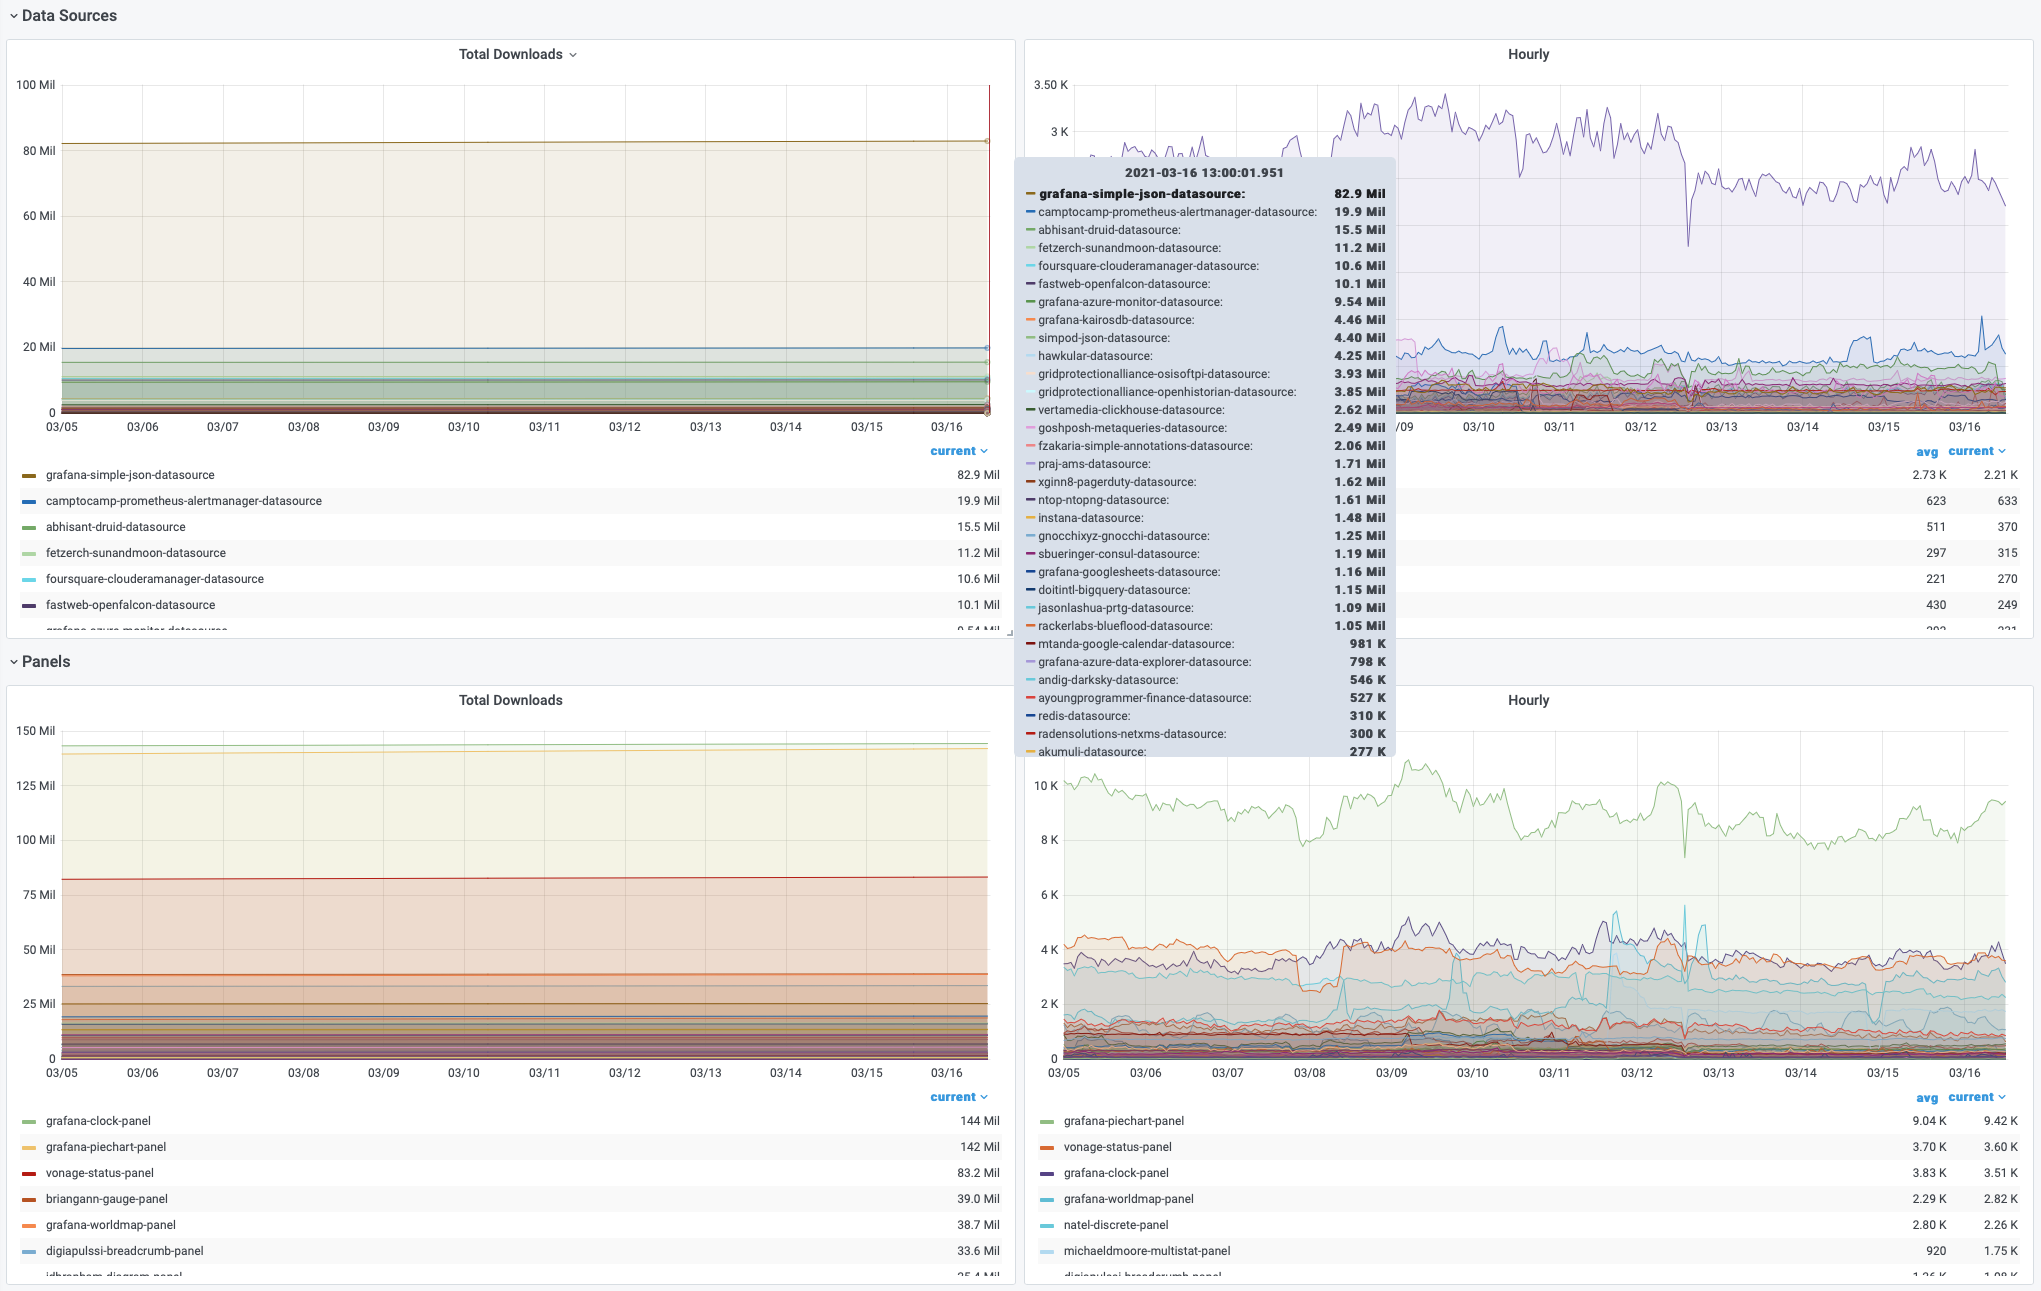 Data Sources
Total Downloads
100 Mil
80 Mil
60 Mil
40 Mil
20 Mil
0
03/05 03/06 03/07 03/08 03/09 03/10 03/11 03/12 03/13 03/14 03/15 03/16
current
grafana-simple-json-datasource 82.9 Mil
camptocamp-prometheus-alertmanager-datasource 19.9 Mil
abhisant-druid-datasource 15.5 Mil
fetzerch-sunandmoon-datasource 11.2 Mil
foursquare-clouderamanager-datasource 10.6 Mil
fastweb-openfalcon-datasource 10.1 Mil
grafana-azure-monitor-datasource 9.54 Mil
Hourly
3.50 K
3 K
/09 03/10 03/11 03/12 03/13 03/14 03/15 03/16
avg current
2.73 K 2.21 K
623 633
511 370
297 315
221 270
430 249
2021-03-16 13:00:01.951
grafana-simple-json-datasource: 82.9 Mil
camptocamp-prometheus-alertmanager-datasource: 19.9 Mil
abhisant-druid-datasource: 15.5 Mil
fetzerch-sunandmoon-datasource: 11.2 Mil
foursquare-clouderamanager-datasource: 10.6 Mil
fastweb-openfalcon-datasource: 10.1 Mil
grafana-azure-monitor-datasource: 9.54 Mil
grafana-kairosdb-datasource: 4.46 Mil
simpod-json-datasource: 4.40 Mil
hawkular-datasource: 4.25 Mil
gridprotectionalliance-osisoftpi-datasource: 3.93 Mil
gridprotectionalliance-openhistorian-datasource: 3.85 Mil
vertamedia-clickhouse-datasource: 2.62 Mil
goshposh-metaqueries-datasource: 2.49 Mil
fzakaria-simple-annotations-datasource: 2.06 Mil
praj-ams-datasource: 1.71 Mil
xginn8-pagerduty-datasource: 1.62 Mil
ntop-ntopng-datasource: 1.61 Mil
instana-datasource: 1.48 Mil
gnocchixyz-gnocchi-datasource: 1.25 Mil
sbueringer-consul-datasource: 1.19 Mil
grafana-googlesheets-datasource: 1.16 Mil
doitintl-bigquery-datasource: 1.15 Mil
jasonlashua-prtg-datasource: 1.09 Mil
rackerlabs-blueflood-datasource: 1.05 Mil
mtanda-google-calendar-datasource: 981 K
grafana-azure-data-explorer-datasource: 798 K
andig-darksky-datasource: 546 K
ayoungprogrammer-finance-datasource: 527 K
redis-datasource: 310 K
radensolutions-netxms-datasource: 300 K
akumuli-datasource: 277 K
Panels
Total Downloads
150 Mil
125 Mil
100 Mil
75 Mil
50 Mil
25 Mil
0
03/05 03/06 03/07 03/08 03/09 03/10 03/11 03/12 03/13 03/14 03/15 03/16
current
grafana-clock-panel 144 Mil
grafana-piechart-panel 142 Mil
vonage-status-panel 83.2 Mil
briangann-gauge-panel 39.0 Mil
grafana-worldmap-panel 38.7 Mil
digiapulssi-breadcrumb-panel 33.6 Mil
Hourly
10 K
8 K
6 K
4 K
2 K
0
03/05 03/06 03/07 03/08 03/09 03/10 03/11 03/12 03/13 03/14 03/15 03/16
avg current
grafana-piechart-panel 9.04 K 9.42 K
vonage-status-panel 3.70 K 3.60 K
grafana-clock-panel 3.83 K 3.51 K
grafana-worldmap-panel 2.29 K 2.82 K
natel-discrete-panel 2.80 K 2.26 K
michaeldmoore-multistat-panel 920 1.75 K
digiapulssi-breadcrumb-panel